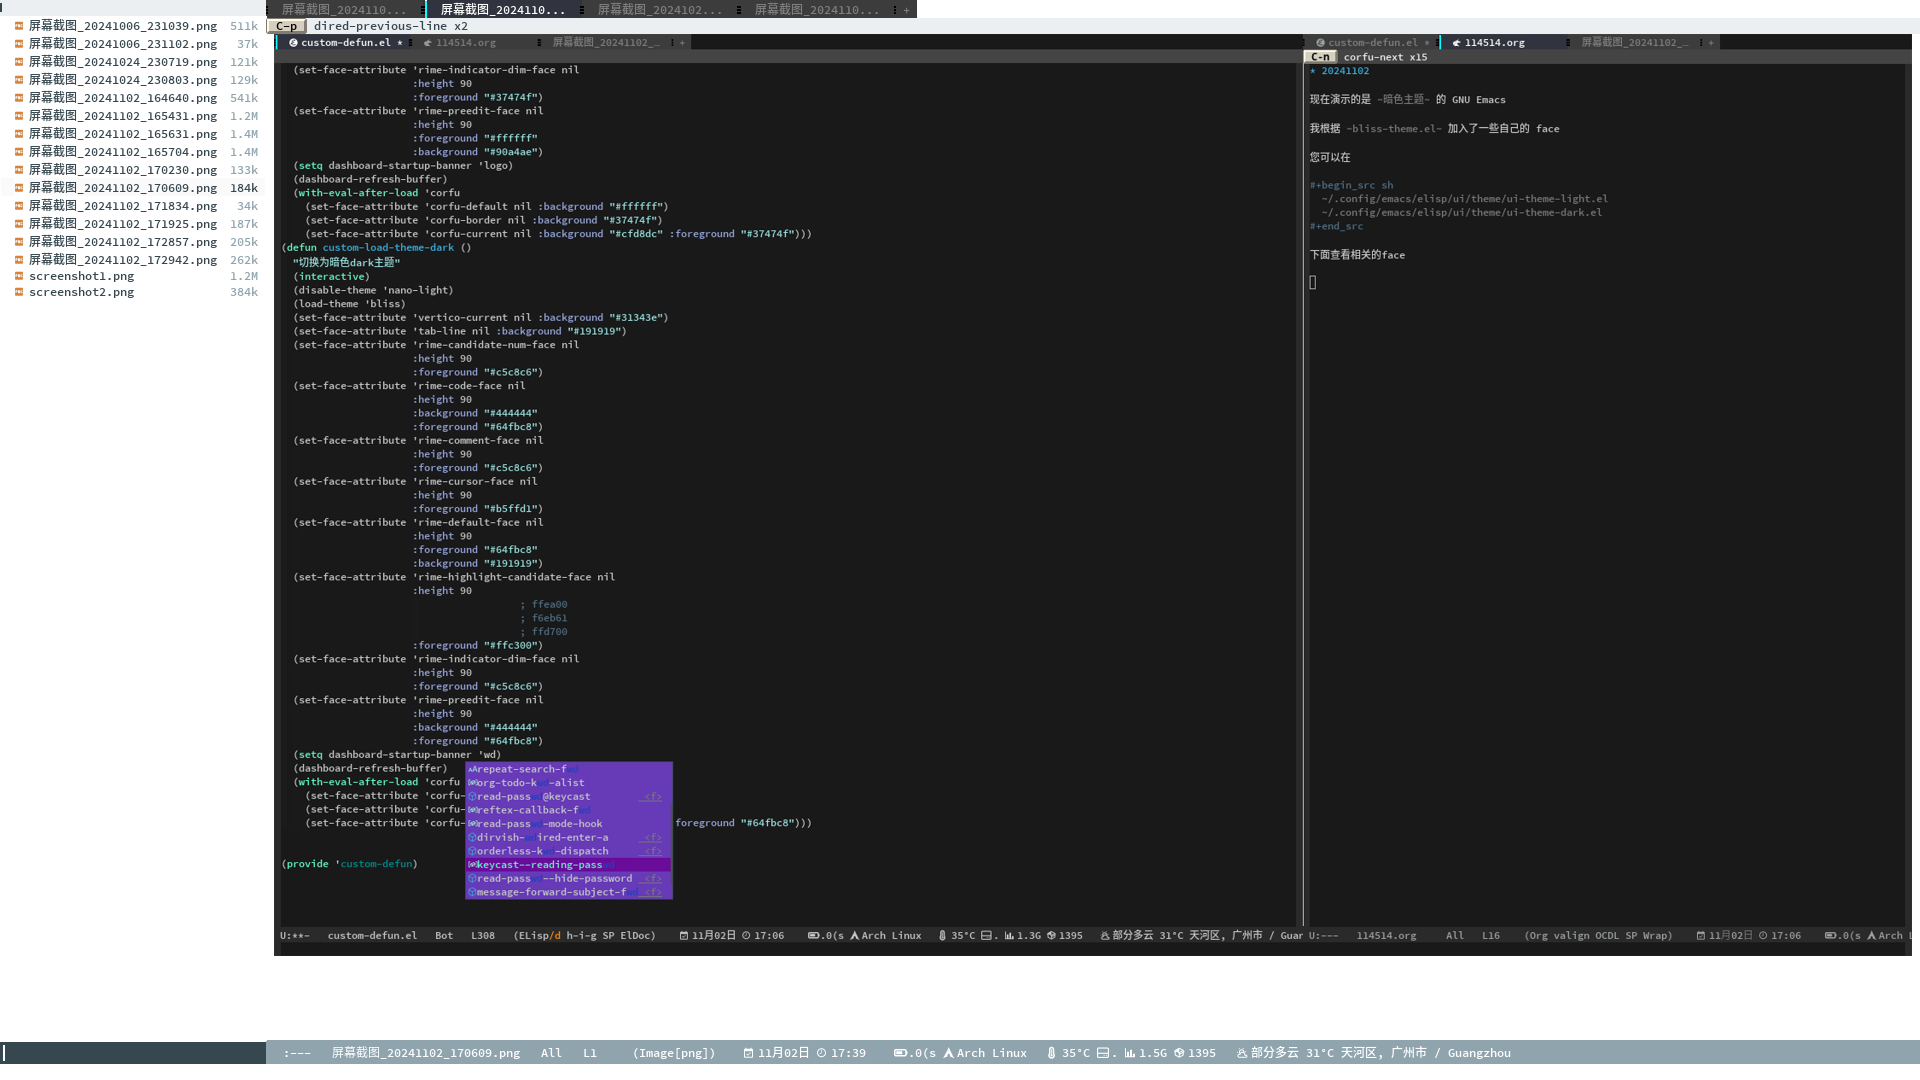 屏幕截图_20241006_231039.png 511k
屏幕截图_20241006_231102.png 37k
屏幕截图_20241024_230719.png 121k
屏幕截图_20241024_230803.png 129k
屏幕截图_20241102_164640.png 541k
屏幕截图_20241102_165431.png 1.2M
屏幕截图_20241102_165631.png 1.4M
屏幕截图_20241102_165704.png 1.4M
屏幕截图_20241102_170230.png 133k
屏幕截图_20241102_170609.png 184k
屏幕截图_20241102_171834.png 34k
屏幕截图_20241102_171925.png 187k
屏幕截图_20241102_172857.png 205k
屏幕截图_20241102_172942.png 262k
screenshot1.png 1.2M
screenshot2.png 384k
屏幕截图_2024110... 屏幕截图_2024110... 屏幕截图_2024102... 屏幕截图_2024110... +
C-p dired-previous-line x2
custom-defun.el * 114514.org 屏幕截图_20241102_… +
(set-face-attribute 'rime-indicator-dim-face nil
:height 90
:foreground "#37474f")
(set-face-attribute 'rime-preedit-face nil
:height 90
:foreground "#ffffff"
:background "#90a4ae")
(setq dashboard-startup-banner 'logo)
(dashboard-refresh-buffer)
(with-eval-after-load 'corfu
(set-face-attribute 'corfu-default nil :background "#ffffff")
(set-face-attribute 'corfu-border nil :background "#37474f")
(set-face-attribute 'corfu-current nil :background "#cfd8dc" :foreground "#37474f")))
(defun custom-load-theme-dark ()
"切换为暗色dark主题"
(interactive)
(disable-theme 'nano-light)
(load-theme 'bliss)
(set-face-attribute 'vertico-current nil :background "#31343e")
(set-face-attribute 'tab-line nil :background "#191919")
(set-face-attribute 'rime-candidate-num-face nil
:height 90
:foreground "#c5c8c6")
(set-face-attribute 'rime-code-face nil
:height 90
:background "#444444"
:foreground "#64fbc8")
(set-face-attribute 'rime-comment-face nil
:height 90
:foreground "#c5c8c6")
(set-face-attribute 'rime-cursor-face nil
:height 90
:foreground "#b5ffd1")
(set-face-attribute 'rime-default-face nil
:height 90
:foreground "#64fbc8"
:background "#191919")
(set-face-attribute 'rime-highlight-candidate-face nil
:height 90
; ffea00
; f6eb61
; ffd700
:foreground "#ffc300")
(set-face-attribute 'rime-indicator-dim-face nil
:height 90
:foreground "#c5c8c6")
(set-face-attribute 'rime-preedit-face nil
:height 90
:background "#444444"
:foreground "#64fbc8")
(setq dashboard-startup-banner 'wd)
(dashboard-refresh-buffer)
(with-eval-after-load 'corfu
(set-face-attribute 'corfu-
(set-face-attribute 'corfu-
(set-face-attribute 'corfu- foreground "#64fbc8")))
(provide 'custom-defun)
repeat-search-fwd
org-todo-kwd-alist
read-passwd@keycast <f>
reftex-callback-fwd
read-passwd-mode-hook
dirvish-wdired-enter-a <f>
orderless-kwd-dispatch <f>
keycast--reading-passwd
read-passwd--hide-password <f>
message-forward-subject-fwd <f>
U:**- custom-defun.el Bot L308 (ELisp/d h-i-g SP ElDoc) 11月02日 17:06 .0(s Arch Linux 35°C . 1.3G 1395 部分多云 31°C 天河区, 广州市 / Guar
custom-defun.el * 114514.org 屏幕截图_20241102_… +
C-n corfu-next x15
* 20241102
现在演示的是 ~暗色主题~ 的 GNU Emacs
我根据 ~bliss-theme.el~ 加入了一些自己的 face
您可以在
#+begin_src sh
~/.config/emacs/elisp/ui/theme/ui-theme-light.el
~/.config/emacs/elisp/ui/theme/ui-theme-dark.el
#+end_src
下面查看相关的face
U:--- 114514.org All L16 (Org valign OCDL SP Wrap) 11月02日 17:06 .0(s Arch L
:--- 屏幕截图_20241102_170609.png All L1 (Image[png]) 11月02日 17:39 .0(s Arch Linux 35°C . 1.5G 1395 部分多云 31°C 天河区, 广州市 / Guangzhou